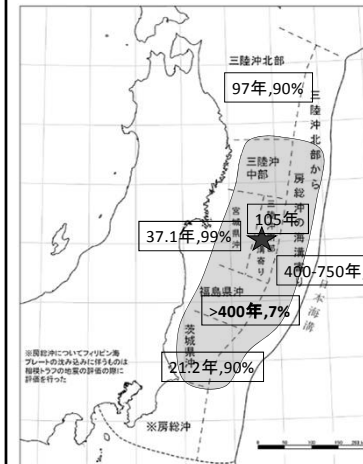 三陸沖北部
97年,90%
三陸沖北部から
房総沖の海溝寄り
三陸沖
中部
宮城県沖
105年
寄り
37.1年,99%
400-750年
日本海溝
福島県沖
>400年,7%
茨城県沖
21.2年,90%
※房総沖についてフィリピン海
プレートの沈み込みに伴うものは
相模トラフの地震の評価の際に
評価を行った
※房総沖